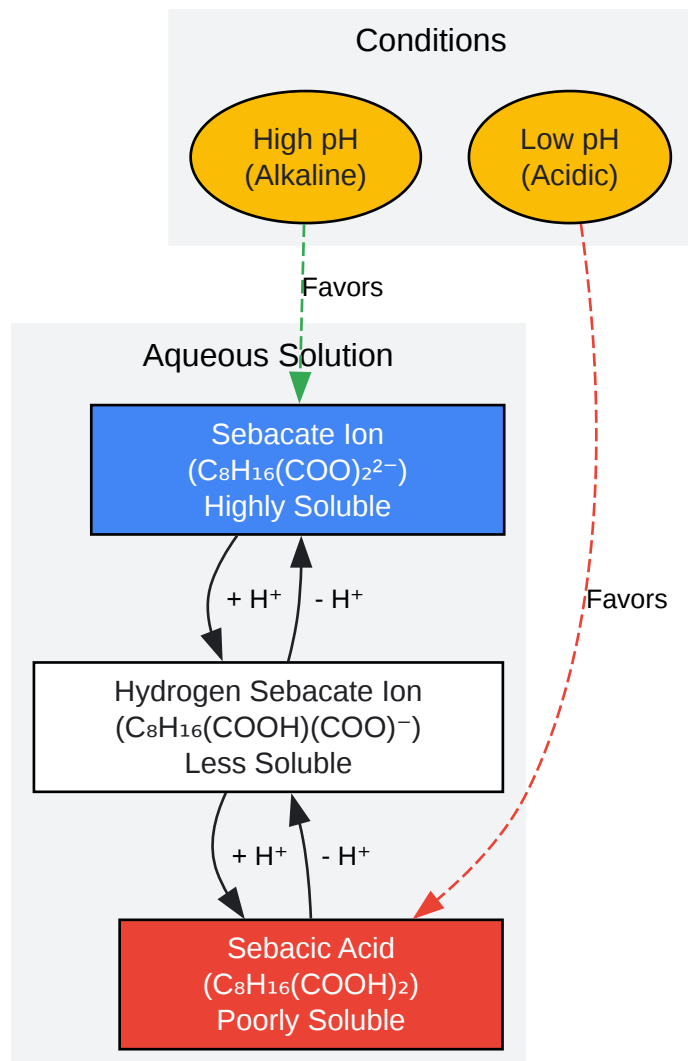 Conditions
High pH
(Alkaline)
Low pH
(Acidic)
Favors
Aqueous Solution
Sebacate Ion
(C₈H₁₆(COO)₂²⁻)
Highly Soluble
+ H⁺
- H⁺
Favors
Hydrogen Sebacate Ion
(C₈H₁₆(COOH)(COO)⁻)
Less Soluble
+ H⁺
- H⁺
Sebacic Acid
(C₈H₁₆(COOH)₂)
Poorly Soluble